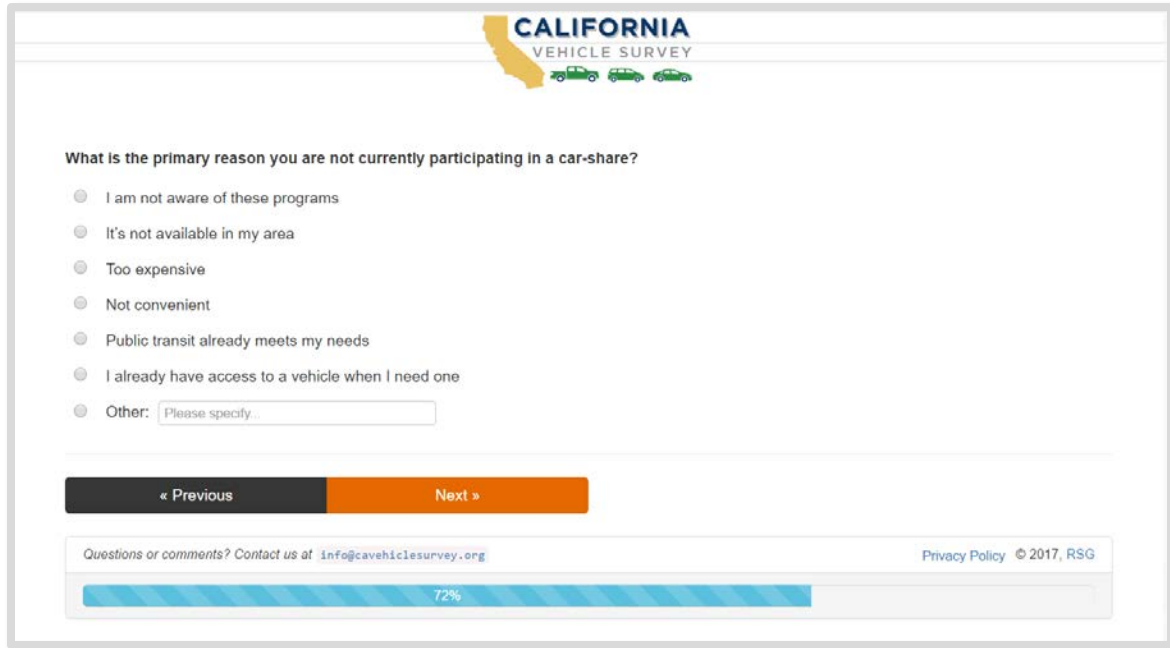 CALIFORNIA
VEHICLE SURVEY
What is the primary reason you are not currently participating in a car-share?
I am not aware of these programs
It's not available in my area
Too expensive
Not convenient
Public transit already meets my needs
I already have access to a vehicle when I need one
Other: Please specify...
« Previous Next »
Questions or comments? Contact us at info@cavehiclesurvey.org Privacy Policy © 2017, RSG
72%